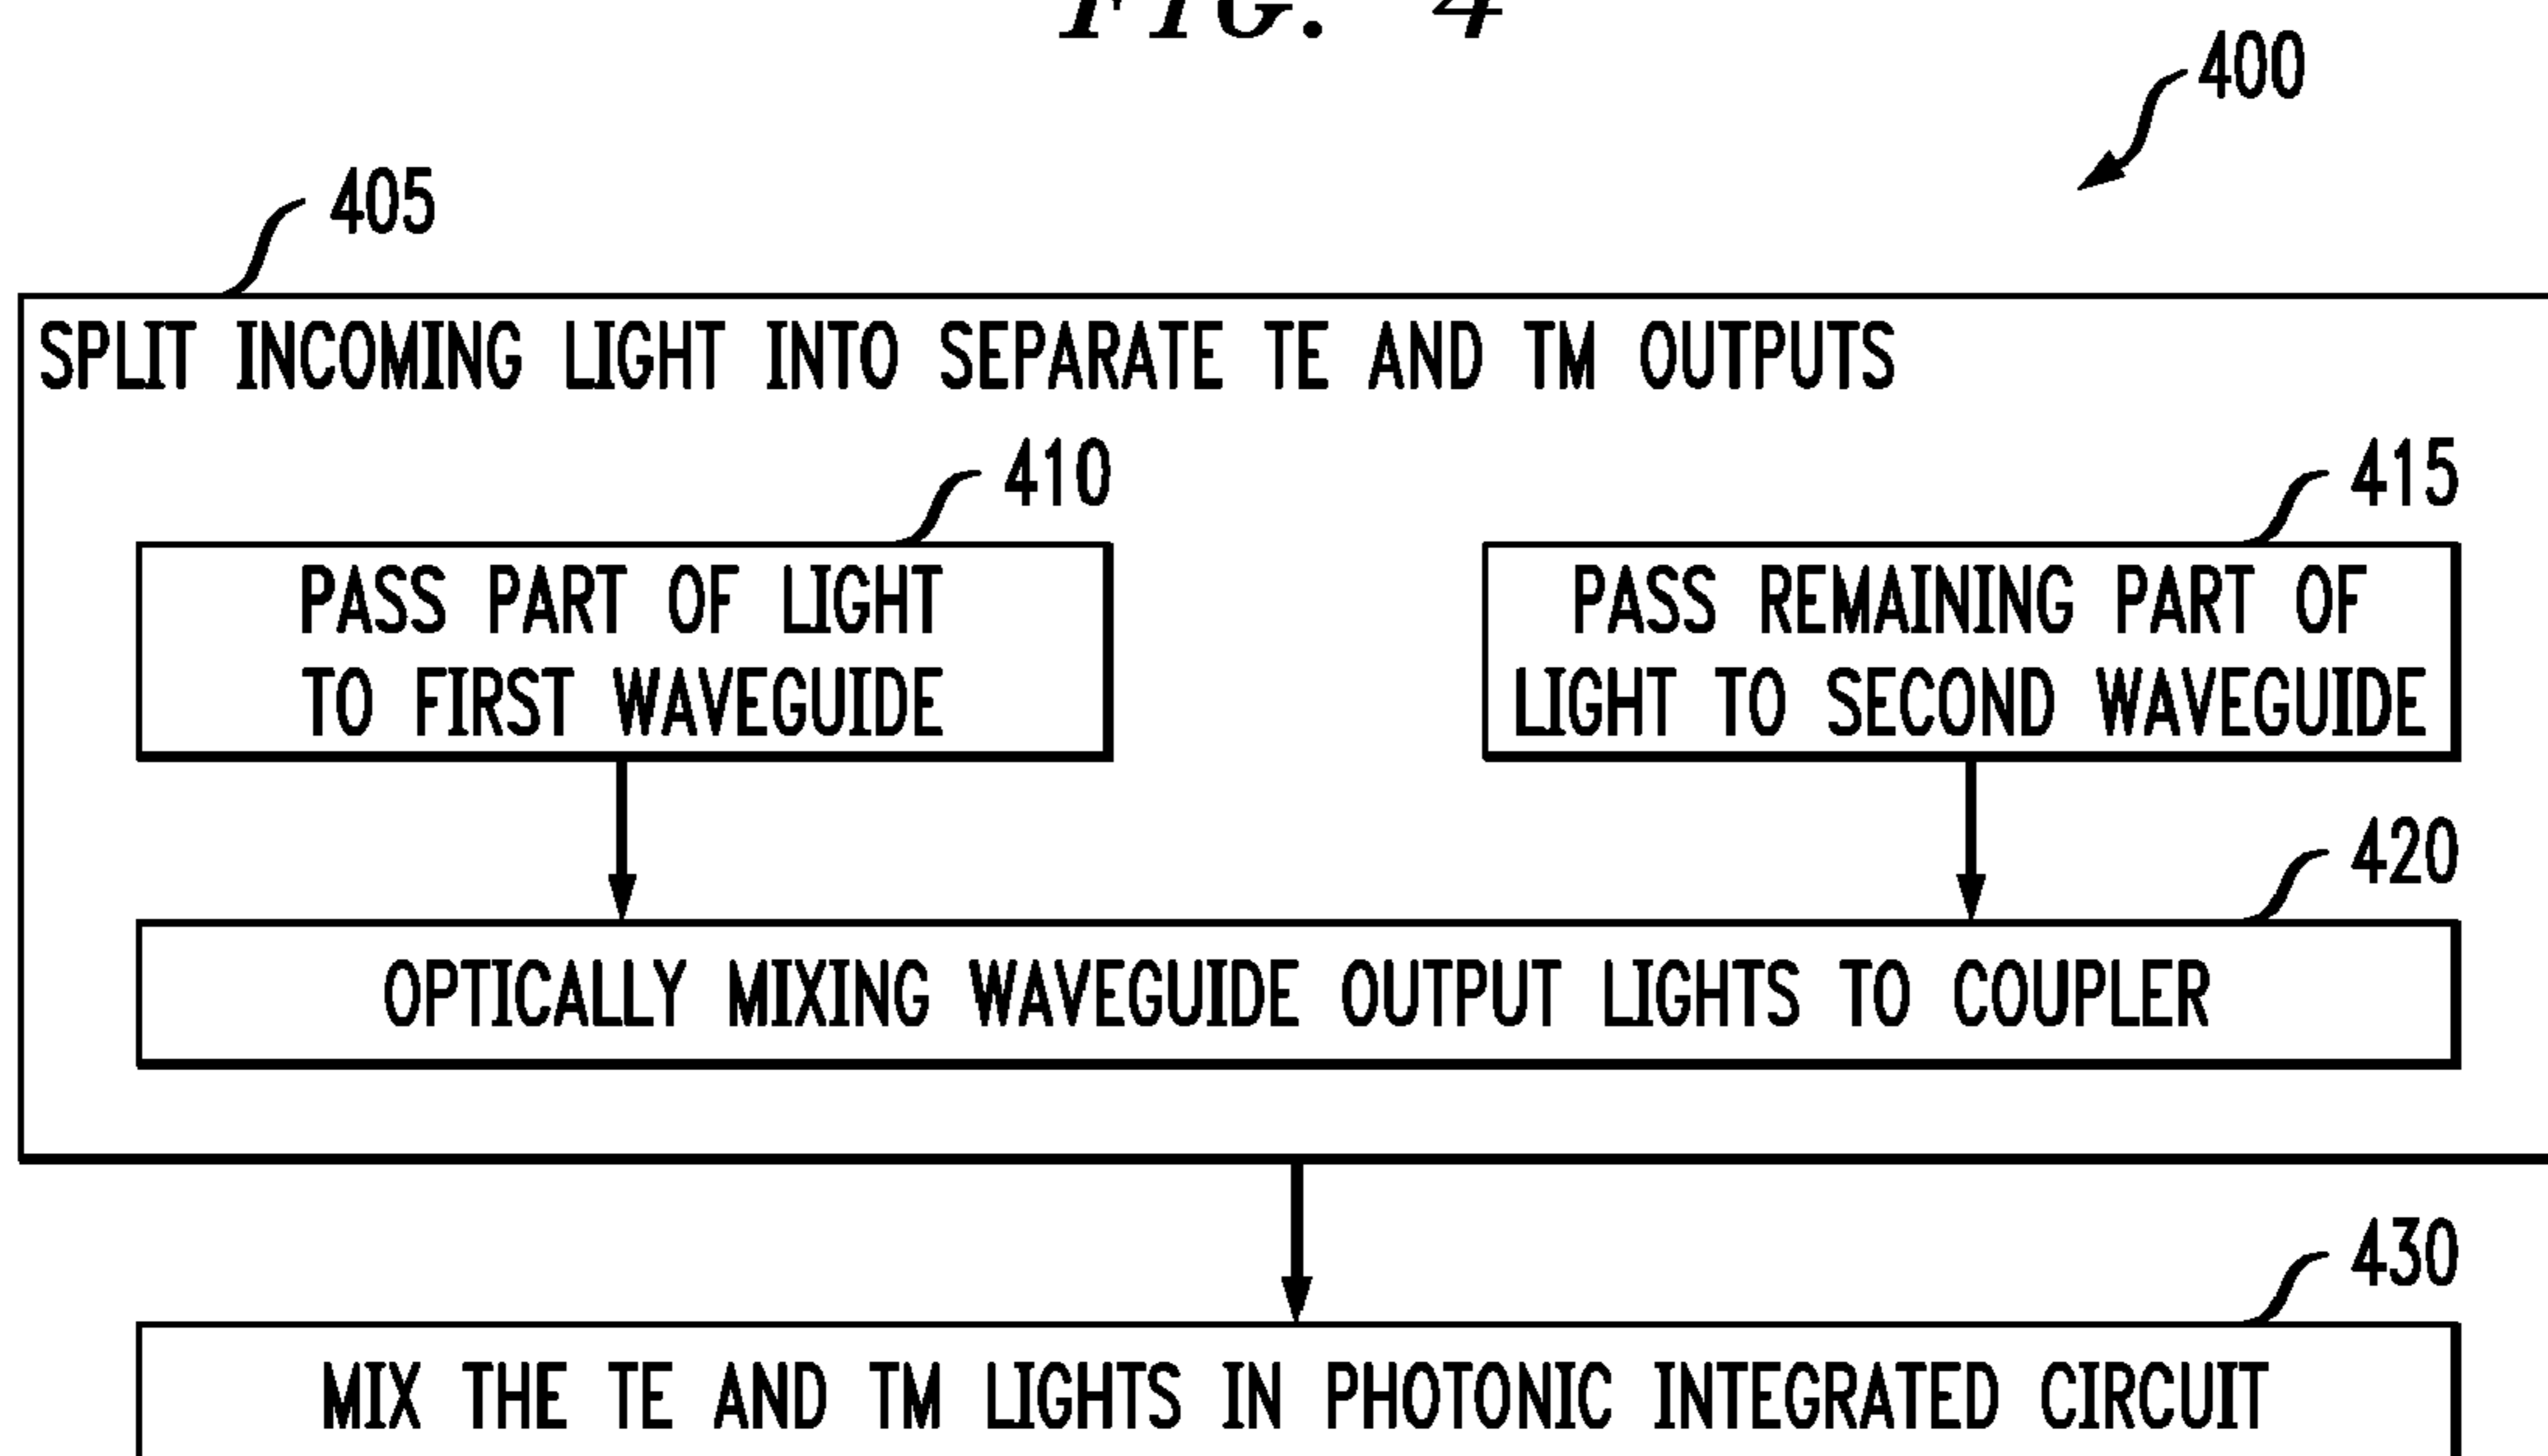 FIG. 4
400
405
SPLIT INCOMING LIGHT INTO SEPARATE TE AND TM OUTPUTS
410
415
PASS PART OF LIGHT
TO FIRST WAVEGUIDE
PASS REMAINING PART OF
LIGHT TO SECOND WAVEGUIDE
420
OPTICALLY MIXING WAVEGUIDE OUTPUT LIGHTS TO COUPLER
430
MIX THE TE AND TM LIGHTS IN PHOTONIC INTEGRATED CIRCUIT